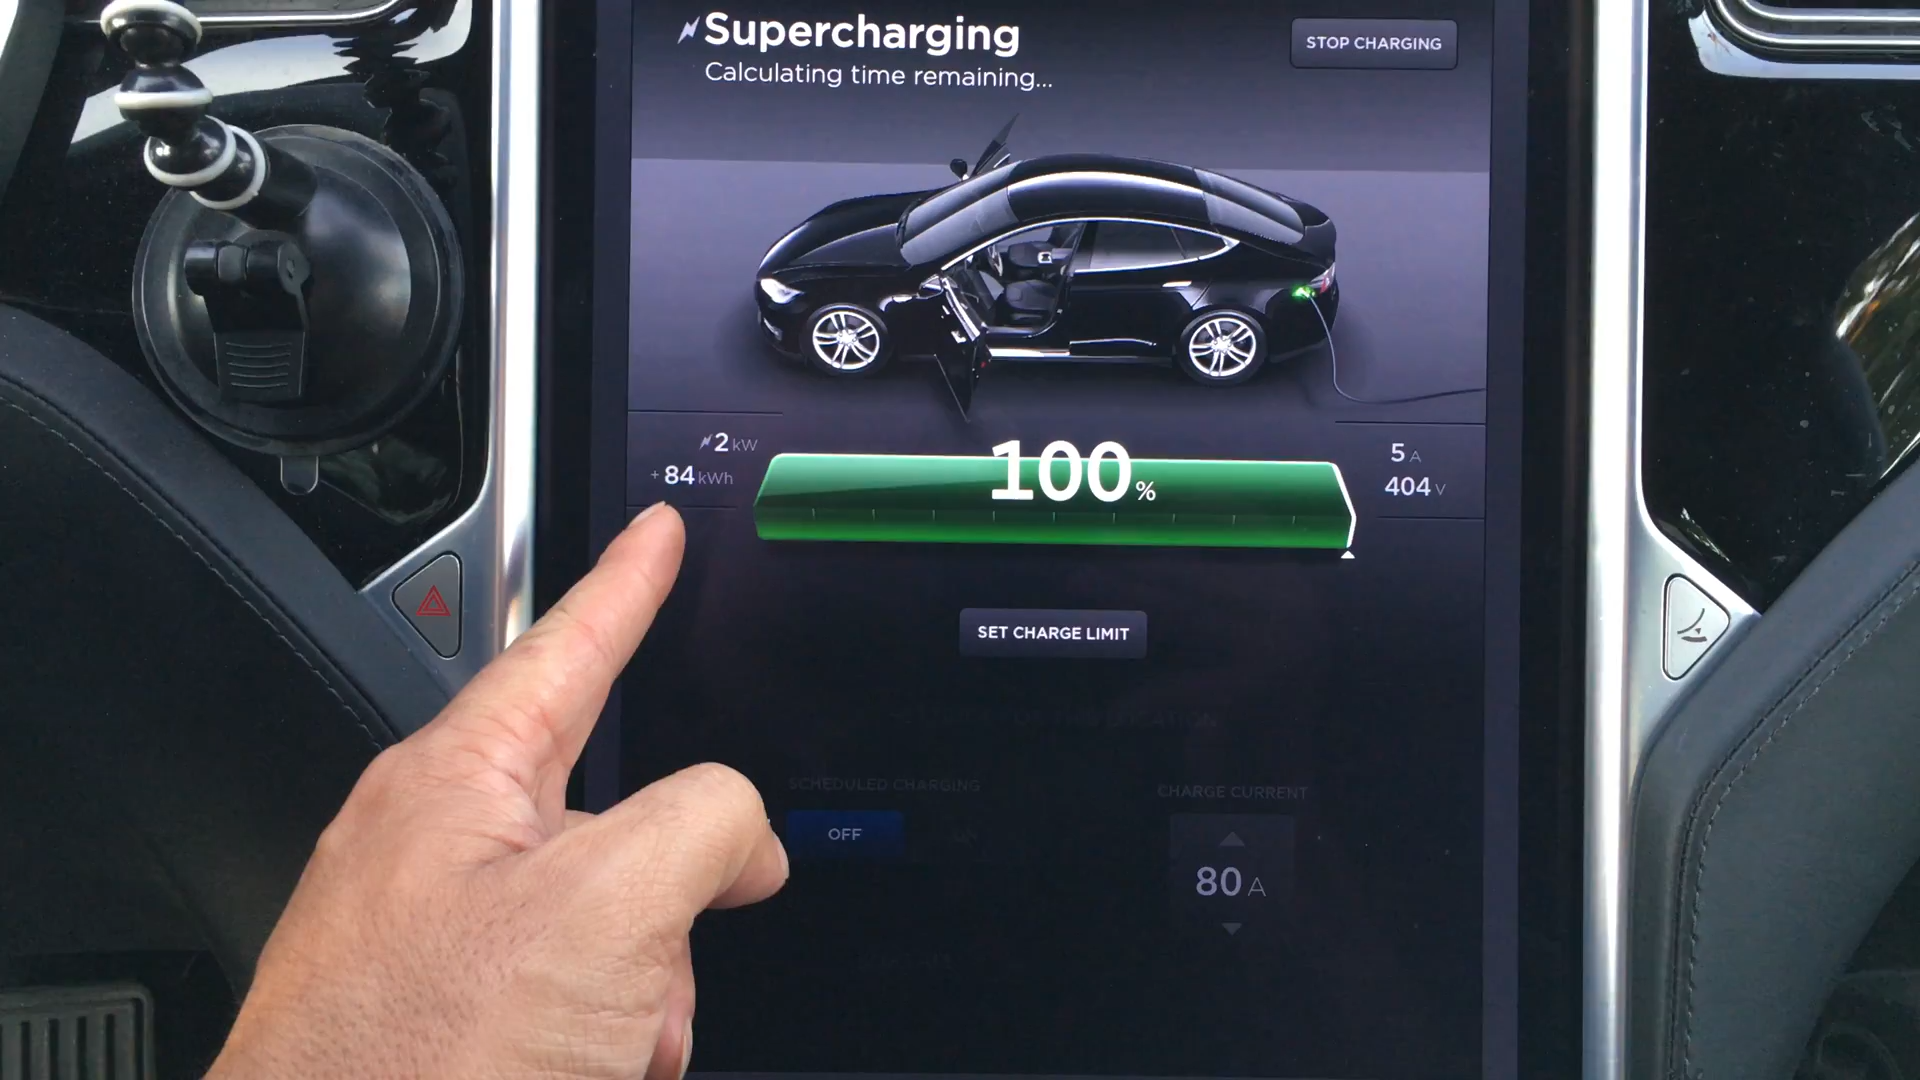 Supercharging
Calculating time remaining...
STOP CHARGING
2 kW
+ 84 kWh
100 %
5 A
404 V
SET CHARGE LIMIT
SCHEDULED CHARGING
OFF
CHARGE CURRENT
80 A